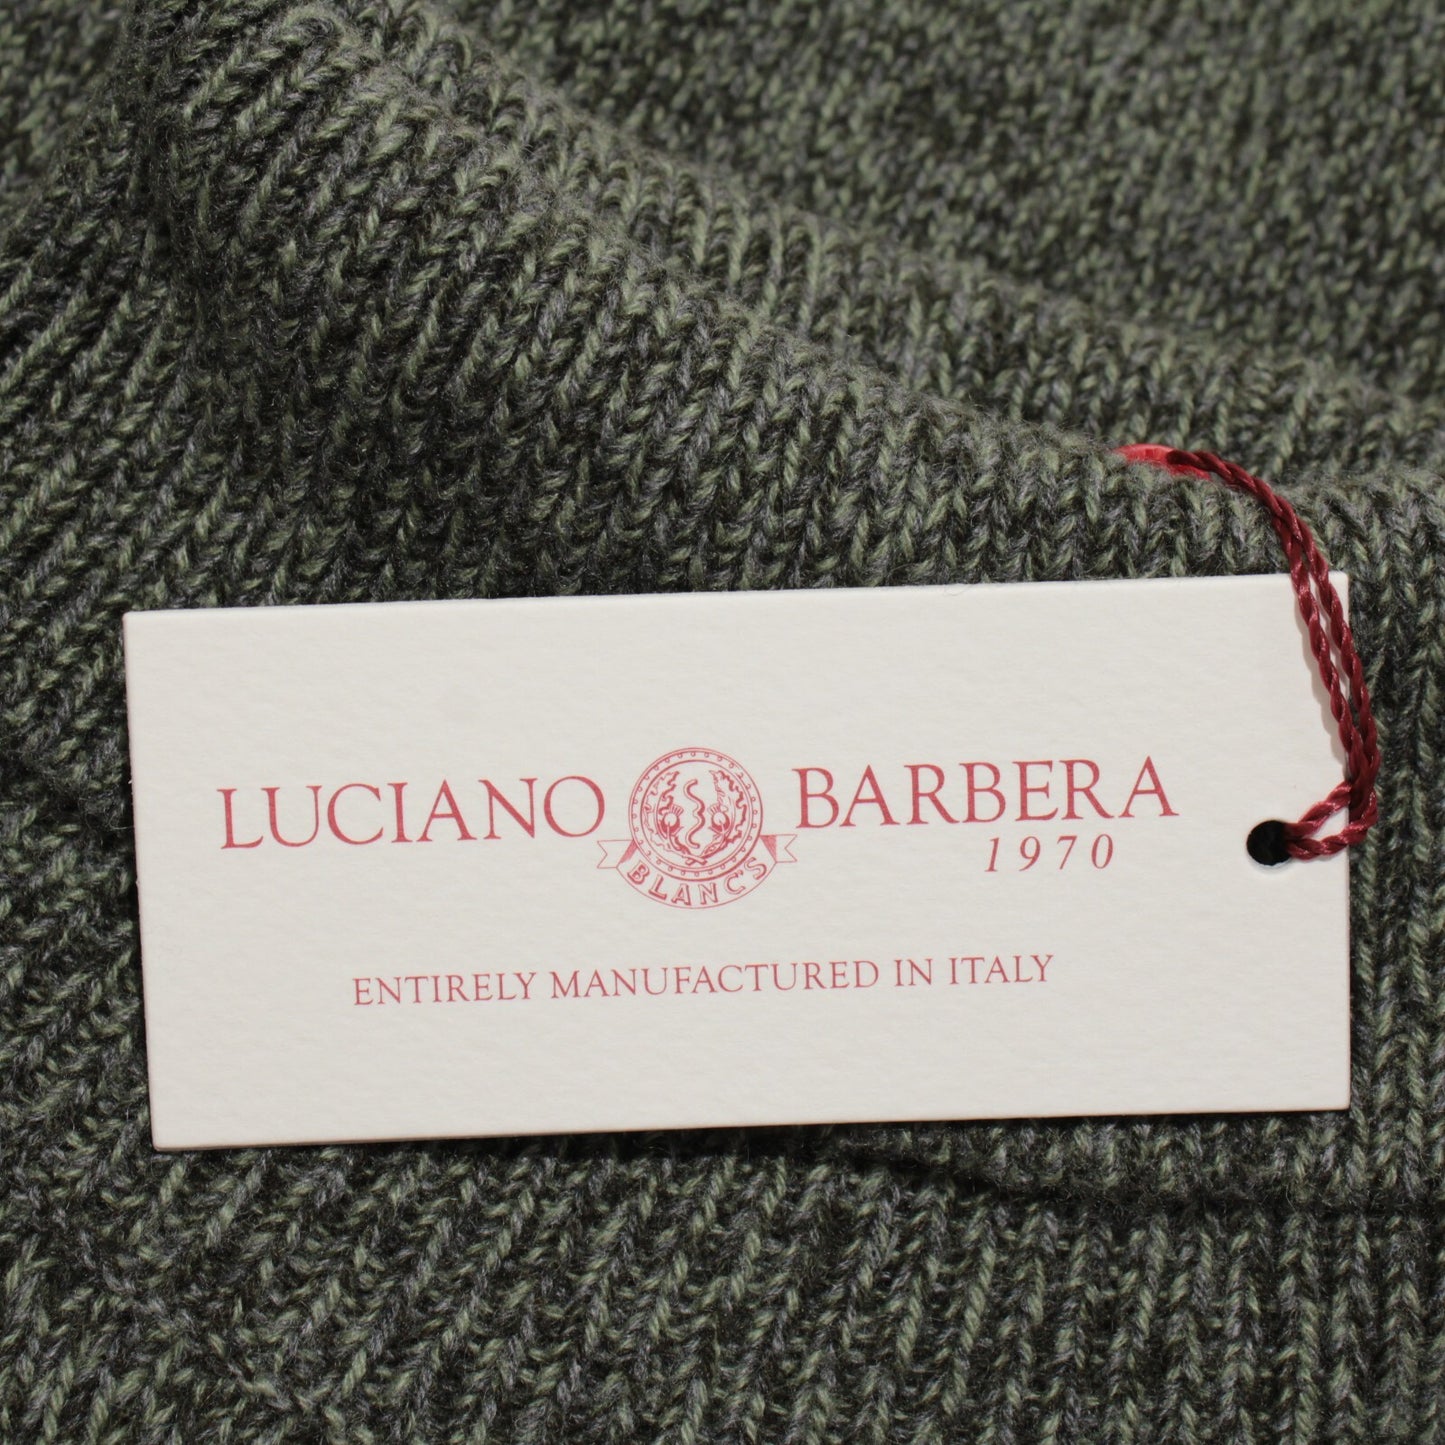 LUCIANO BARBERA
1970
BLANC'S
ENTIRELY MANUFACTURED IN ITALY